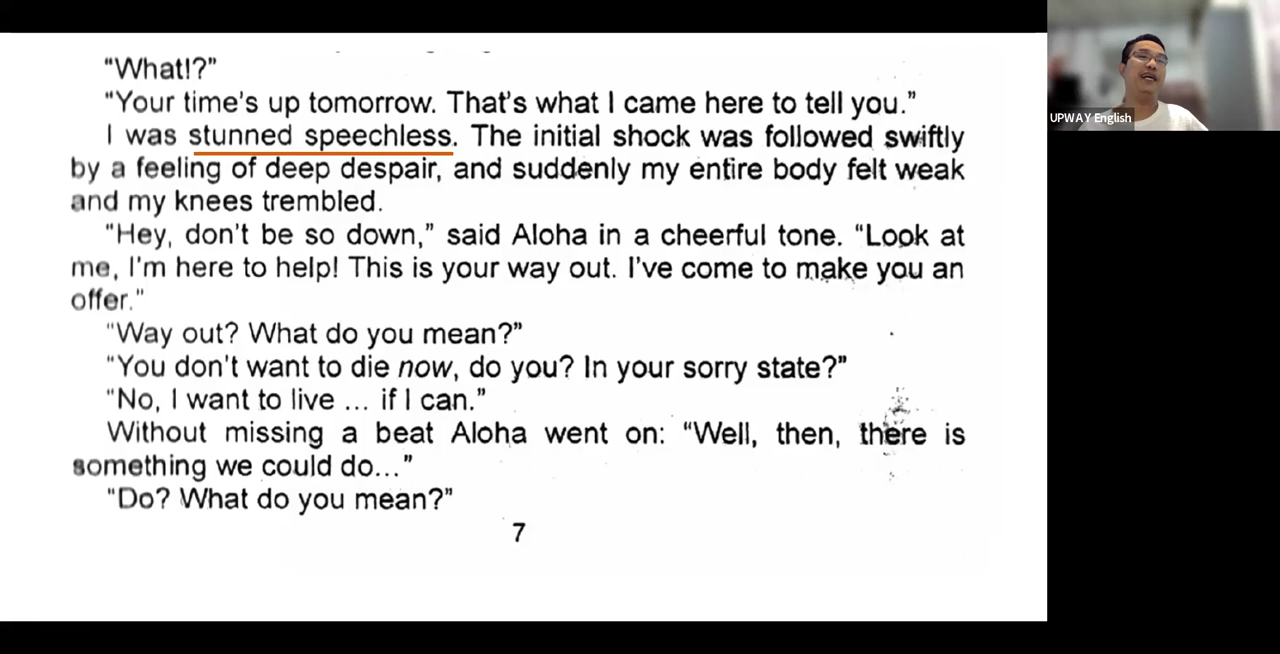 "What!?"
"Your time's up tomorrow. That's what I came here to tell you."
I was stunned speechless. The initial shock was followed swiftly
by a feeling of deep despair, and suddenly my entire body felt weak
and my knees trembled.
"Hey, don't be so down," said Aloha in a cheerful tone. "Look at
me, I'm here to help! This is your way out. I've come to make you an
offer."
"Way out? What do you mean?"
"You don't want to die now, do you? In your sorry state?"
"No, I want to live ... if I can."
Without missing a beat Aloha went on: "Well, then, there is
something we could do..."
"Do? What do you mean?"
7
UPWAY English